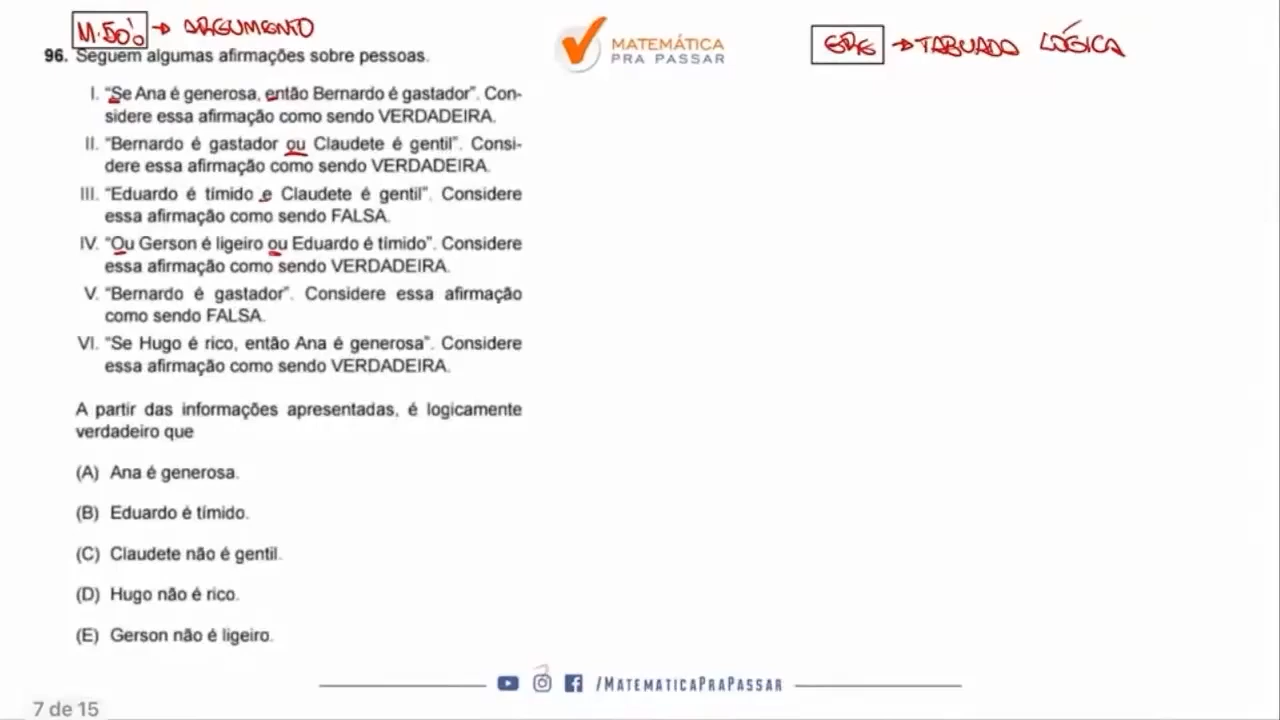 M.501 → ARGUMENTO
MATEMÁTICA
PRA PASSAR
→ TABUADA LÓGICA
96. Seguem algumas afirmações sobre pessoas.
I. “Se Ana é generosa, então Bernardo é gastador”. Con-
sidere essa afirmação como sendo VERDADEIRA.
II. “Bernardo é gastador ou Claudete é gentil”. Consi-
dere essa afirmação como sendo VERDADEIRA.
III. “Eduardo é tímido e Claudete é gentil”. Considere
essa afirmação como sendo FALSA.
IV. “Ou Gerson é ligeiro ou Eduardo é tímido”. Considere
essa afirmação como sendo VERDADEIRA.
V. “Bernardo é gastador”. Considere essa afirmação
como sendo FALSA.
VI. “Se Hugo é rico, então Ana é generosa”. Considere
essa afirmação como sendo VERDADEIRA.
A partir das informações apresentadas, é logicamente
verdadeiro que
(A) Ana é generosa.
(B) Eduardo é tímido.
(C) Claudete não é gentil.
(D) Hugo não é rico.
(E) Gerson não é ligeiro.
/MATEMATICAPRAPASSAR
7 de 15